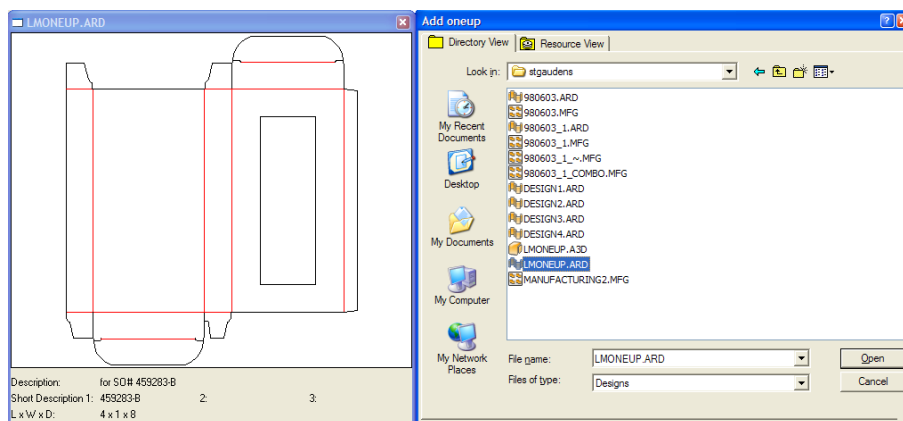 LMONEUP.ARD
Description: for SO# 459283-B
Short Description 1: 459283-B 2: 3:
L x W x D: 4 x 1 x 8
Add oneup
Directory View Resource View
Look in: stgaudens
My Recent Documents
Desktop
My Documents
My Computer
My Network Places
980603.ARD
980603.MFG
980603_1.ARD
980603_1.MFG
980603_1_~.MFG
980603_1_COMBO.MFG
DESIGN1.ARD
DESIGN2.ARD
DESIGN3.ARD
DESIGN4.ARD
LMONEUP.A3D
LMONEUP.ARD
MANUFACTURING2.MFG
File name: LMONEUP.ARD Open
Files of type: Designs Cancel